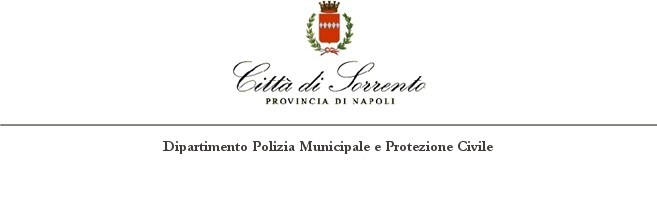 Città di Sorrento
PROVINCIA DI NAPOLI
Dipartimento Polizia Municipale e Protezione Civile